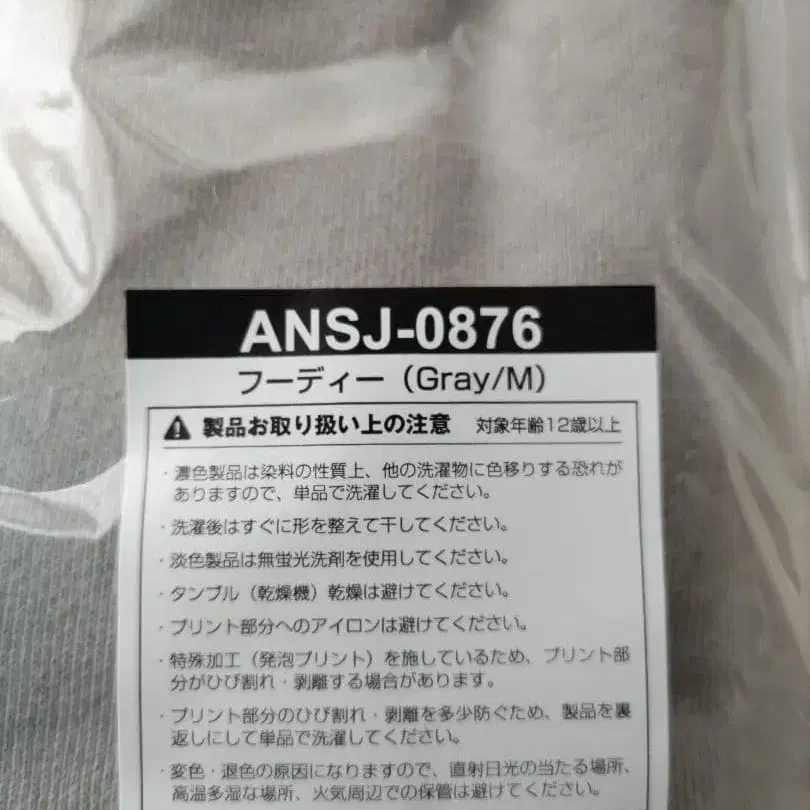 ANSJ-0876
フーディー（Gray/M）
製品お取り扱い上の注意 対象年齢12歳以上
・濃色製品は染料の性質上、他の洗濯物に色移りする恐れが
ありますので、単品で洗濯してください。
・洗濯後はすぐに形を整えて干してください。
・淡色製品は無蛍光洗剤を使用してください。
・タンブル（乾燥機）乾燥は避けてください。
・プリント部分へのアイロンは避けてください。
・特殊加工（発泡プリント）を施しているため、プリント部
分がひび割れ・剥離する場合があります。
・プリント部分のひび割れ・剥離を多少防ぐため、製品を裏
返しにして単品で洗濯してください。
・変色・退色の原因になりますので、直射日光の当たる場所、
高温多湿な場所、火気周辺での保管は避けてください。